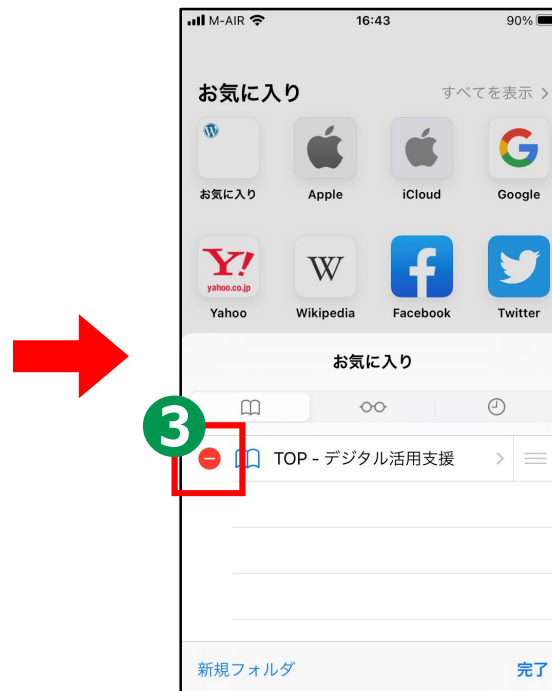 M-AIR 16:43 90%
お気に入り すべてを表示 >
お気に入り Apple iCloud Google
Y!
yahoo.co.jp
W
Yahoo Wikipedia Facebook Twitter
お気に入り
3
TOP - デジタル活用支援
新規フォルダ 完了